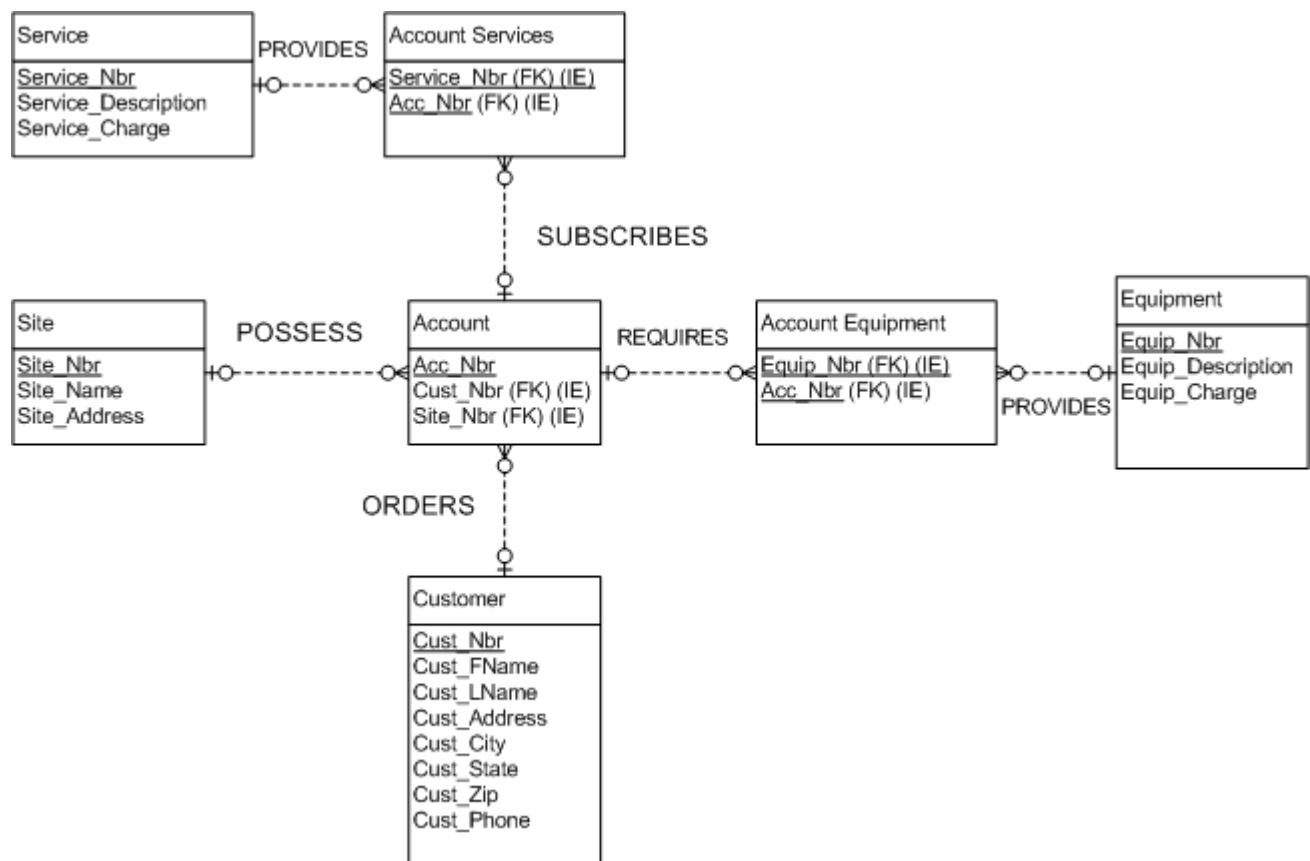 Service
Service_Nbr
Service_Description
Service_Charge
PROVIDES
Account Services
Service_Nbr (FK) (IE)
Acc_Nbr (FK) (IE)
SUBSCRIBES
Site
Site_Nbr
Site_Name
Site_Address
POSSESS
Account
Acc_Nbr
Cust_Nbr (FK) (IE)
Site_Nbr (FK) (IE)
REQUIRES
Account Equipment
Equip_Nbr (FK) (IE)
Acc_Nbr (FK) (IE)
PROVIDES
Equipment
Equip_Nbr
Equip_Description
Equip_Charge
ORDERS
Customer
Cust_Nbr
Cust_FName
Cust_LName
Cust_Address
Cust_City
Cust_State
Cust_Zip
Cust_Phone